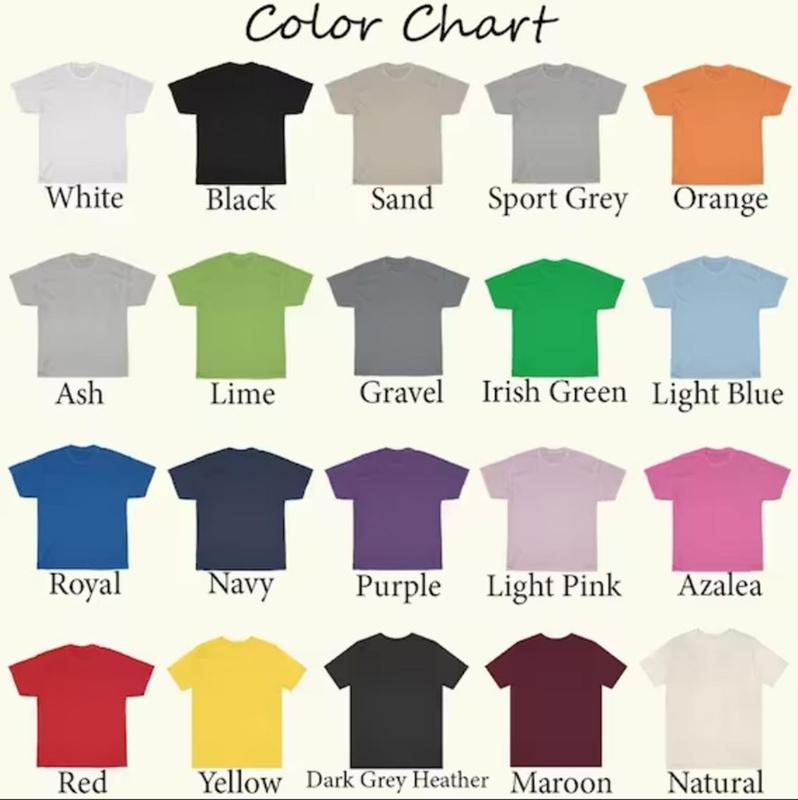 Color Chart
White Black Sand Sport Grey Orange
Ash Lime Gravel Irish Green Light Blue
Royal Navy Purple Light Pink Azalea
Red Yellow Dark Grey Heather Maroon Natural